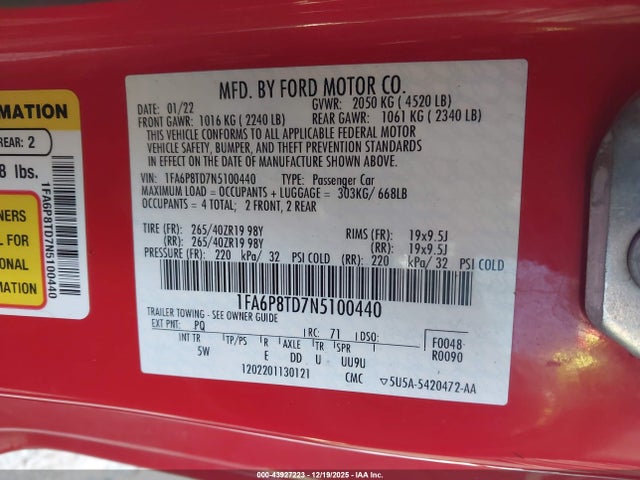 MFD. BY FORD MOTOR CO.
DATE: 01/22 GVWR: 2050 KG ( 4520 LB)
FRONT GAWR: 1016 KG ( 2240 LB) REAR GAWR: 1061 KG ( 2340 LB)
THIS VEHICLE CONFORMS TO ALL APPLICABLE FEDERAL MOTOR
VEHICLE SAFETY, BUMPER, AND THEFT PREVENTION STANDARDS
IN EFFECT ON THE DATE OF MANUFACTURE SHOWN ABOVE.
VIN: 1FA6P8TD7N5100440 TYPE: Passenger Car
MAXIMUM LOAD = OCCUPANTS + LUGGAGE = 303KG/ 668LB
OCCUPANTS = 4 TOTAL; 2 FRONT, 2 REAR
TIRE (FR): 265/40ZR19 98Y RIMS (FR): 19x9.5J
(RR): 265/40ZR19 98Y (RR): 19x9.5J
PRESSURE (FR): 220 kPa/ 32 PSI COLD (RR): 220 kPa/ 32 PSI COLD
1FA6P8TD7N5100440
TRAILER TOWING - SEE OWNER GUIDE
EXT PNT: PQ RC: 71 DSO: F0048
R0090
INT TR TP/PS R AXLE TR SPR
5W E DD U UU9U
1202201130121 CMC 5U5A-5420472-AA
RMATION
REAR: 2
8 lbs.
NERS
L FOR
ONAL
MATION
1FA6P8TD7N5100440
000-43927223 - 12/19/2025 - IAA Inc.